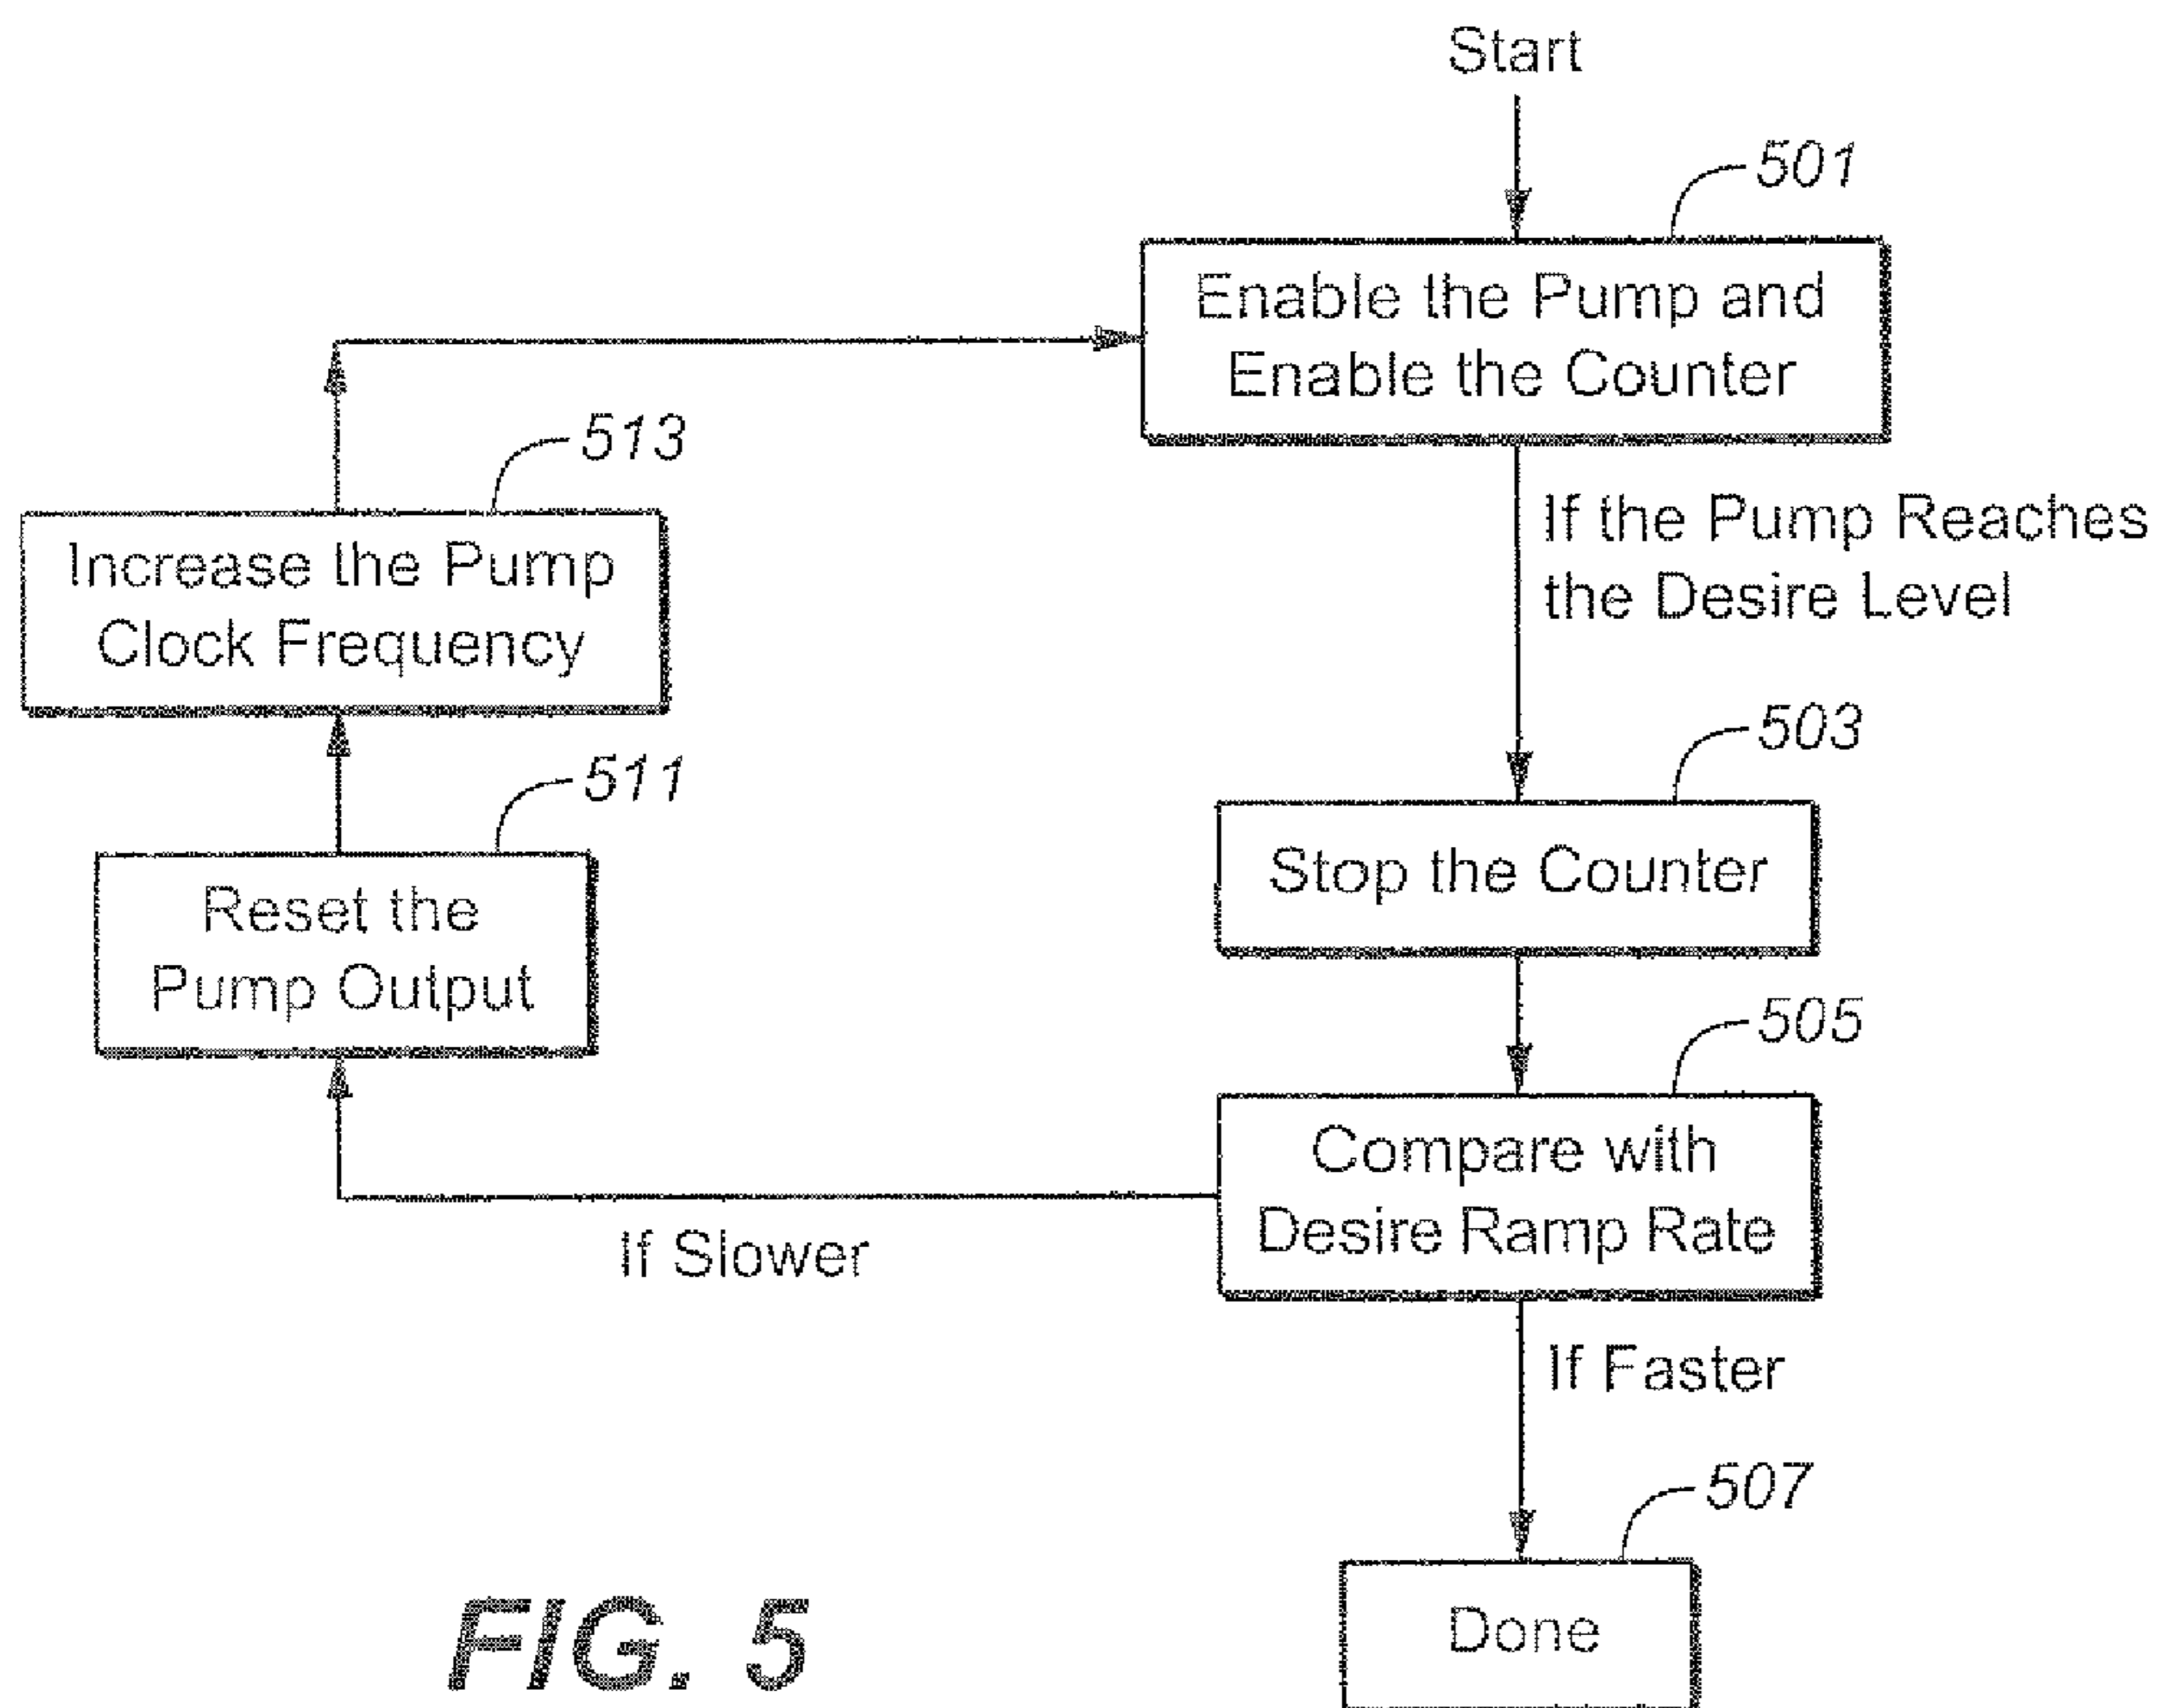 Start
501
Enable the Pump and
Enable the Counter
If the Pump Reaches
the Desire Level
513
Increase the Pump
Clock Frequency
503
Stop the Counter
511
Reset the
Pump Output
505
Compare with
Desire Ramp Rate
If Slower
If Faster
507
Done
FIG. 5